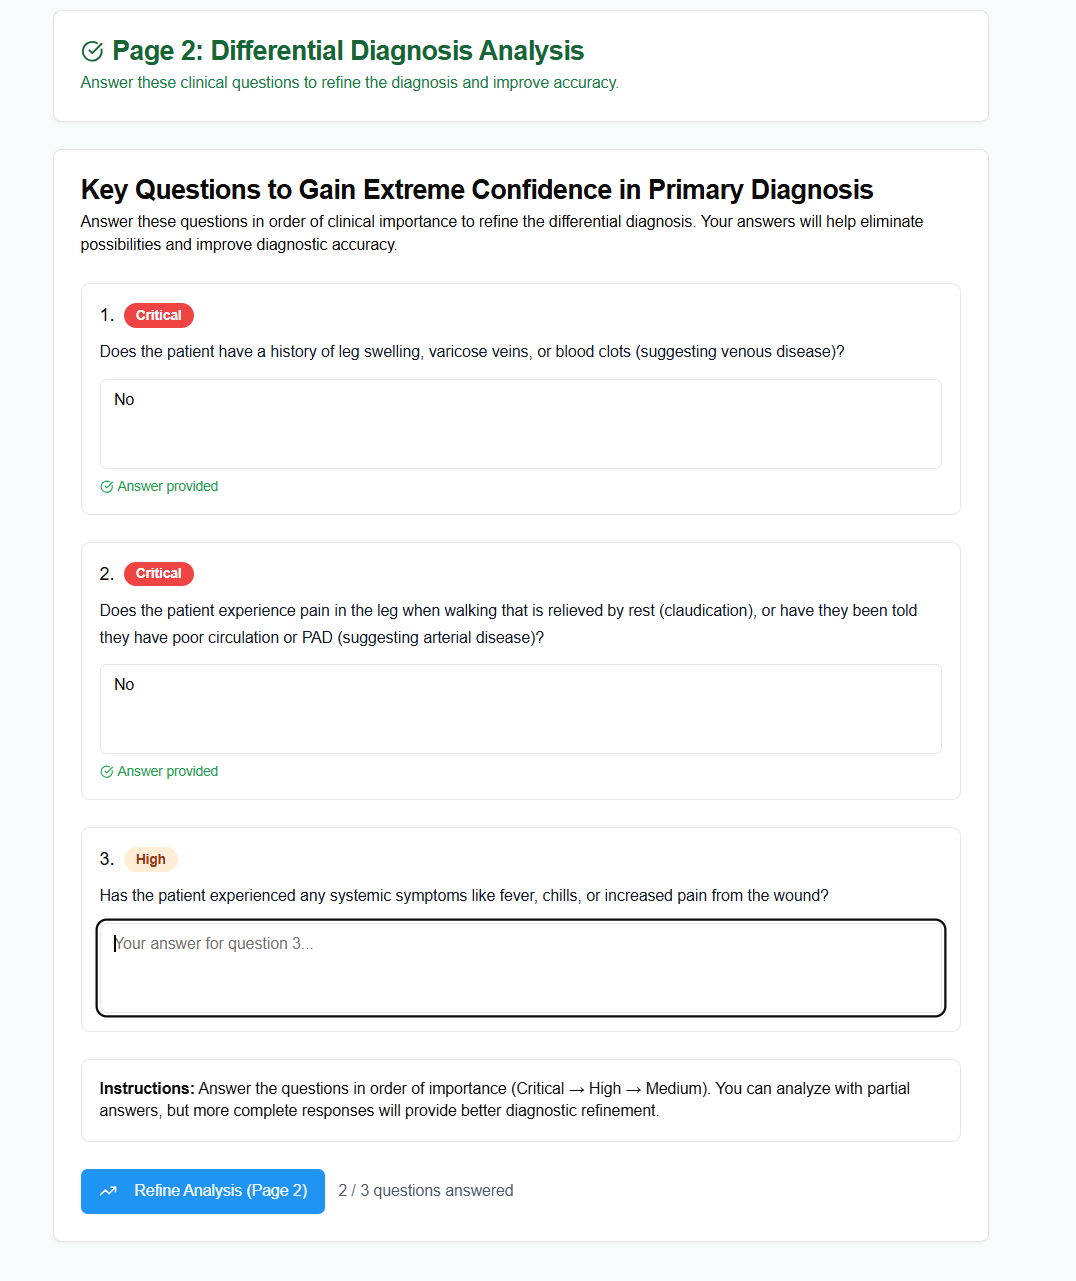 Page 2: Differential Diagnosis Analysis
Answer these clinical questions to refine the diagnosis and improve accuracy.
Key Questions to Gain Extreme Confidence in Primary Diagnosis
Answer these questions in order of clinical importance to refine the differential diagnosis. Your answers will help eliminate
possibilities and improve diagnostic accuracy.
1. Critical
Does the patient have a history of leg swelling, varicose veins, or blood clots (suggesting venous disease)?
No
Answer provided
2. Critical
Does the patient experience pain in the leg when walking that is relieved by rest (claudication), or have they been told
they have poor circulation or PAD (suggesting arterial disease)?
No
Answer provided
3. High
Has the patient experienced any systemic symptoms like fever, chills, or increased pain from the wound?
Your answer for question 3...
Instructions: Answer the questions in order of importance (Critical → High → Medium). You can analyze with partial
answers, but more complete responses will provide better diagnostic refinement.
Refine Analysis (Page 2) 2 / 3 questions answered